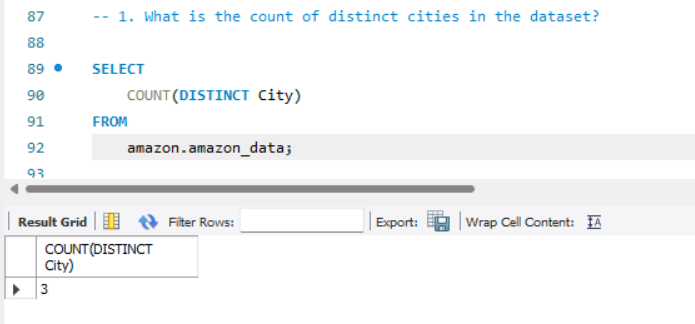 87 -- 1. What is the count of distinct cities in the dataset?
88
89 SELECT
90 COUNT(DISTINCT City)
91 FROM
92 amazon.amazon_data;
93
Result Grid Filter Rows: Export: Wrap Cell Content:
COUNT(DISTINCT
City)
3